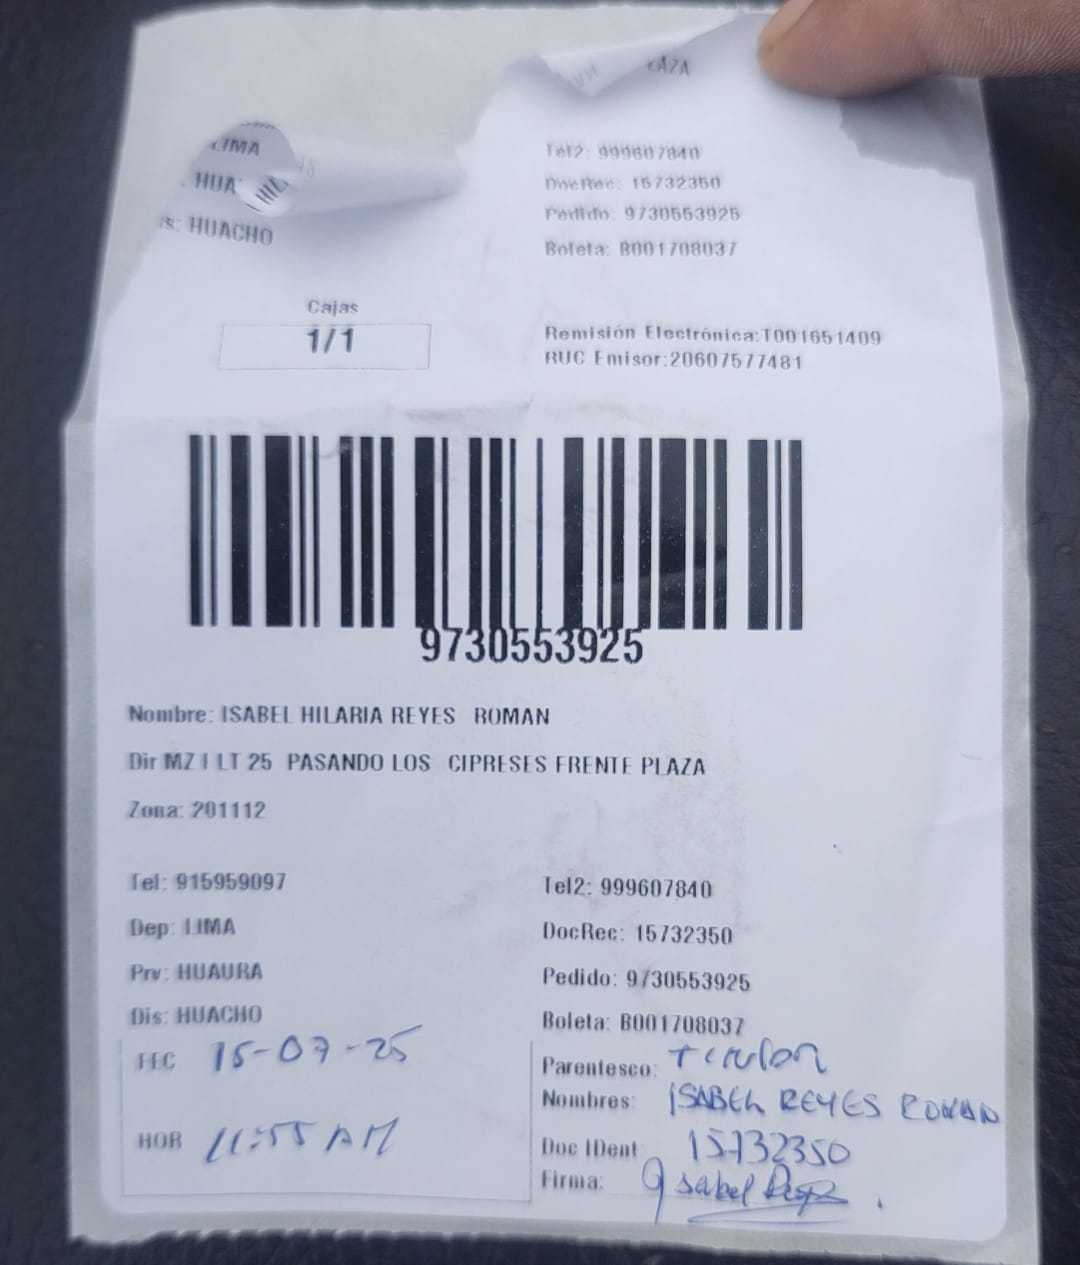 LAZA
LIMA
HUA
s: HUACHO
Tel2: 999607840
DocRec: 15732350
Pedido: 9730553925
Boleta: B001708037
Cajas
1/1
Remisión Electrónica:T001651409
RUC Emisor:20607577481
9730553925
Nombre: ISABEL HILARIA REYES ROMAN
Dir MZ I LT 25 PASANDO LOS CIPRESES FRENTE PLAZA
Zona: 201112
Tel: 915959097
Tel2: 999607840
Dep: LIMA
DocRec: 15732350
Prv: HUAURA
Pedido: 9730553925
Dis: HUACHO
Boleta: B001708037
FEC 15-07-25
Parentesco: Titular
Nombres: ISABEL REYES ROMAN
HOR 11:55 AM
Doc IDent 15732350
Firma: Isabel Reyes